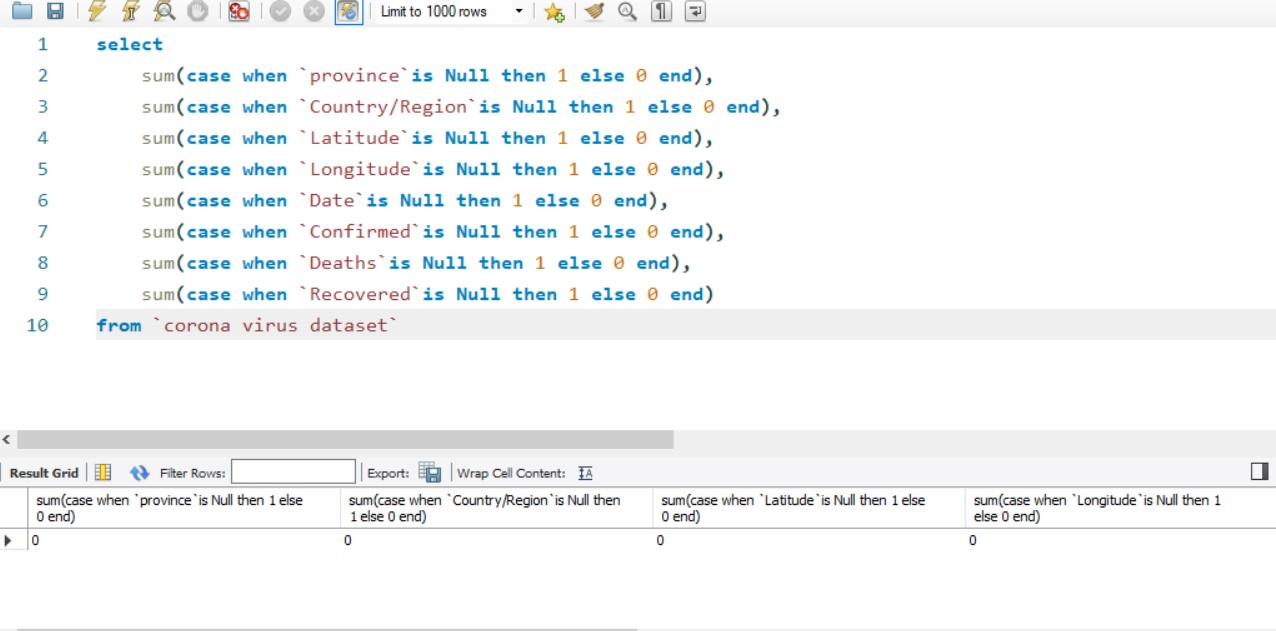 Limit to 1000 rows
1 select
2 sum(case when `province`is Null then 1 else 0 end),
3 sum(case when `Country/Region`is Null then 1 else 0 end),
4 sum(case when `Latitude`is Null then 1 else 0 end),
5 sum(case when `Longitude`is Null then 1 else 0 end),
6 sum(case when `Date`is Null then 1 else 0 end),
7 sum(case when `Confirmed`is Null then 1 else 0 end),
8 sum(case when `Deaths`is Null then 1 else 0 end),
9 sum(case when `Recovered`is Null then 1 else 0 end)
10 from `corona virus dataset`
Result Grid Filter Rows: Export: Wrap Cell Content:
sum(case when `province`is Null then 1 else
0 end)
sum(case when `Country/Region`is Null then
1 else 0 end)
sum(case when `Latitude`is Null then 1 else
0 end)
sum(case when `Longitude`is Null then 1
else 0 end)
0 0 0 0